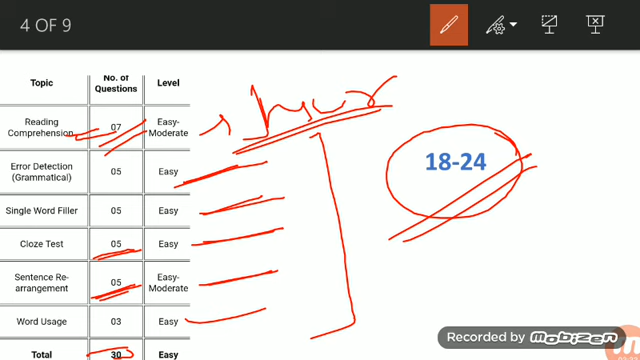 4 OF 9
Topic No. of Questions Level
Reading Comprehension 07 Easy-Moderate
Error Detection (Grammatical) 05 Easy
Single Word Filler 05 Easy
Cloze Test 05 Easy
Sentence Re-arrangement 05 Easy-Moderate
Word Usage 03 Easy
Total 30 Easy
18-24
Recorded by MOBIZEN